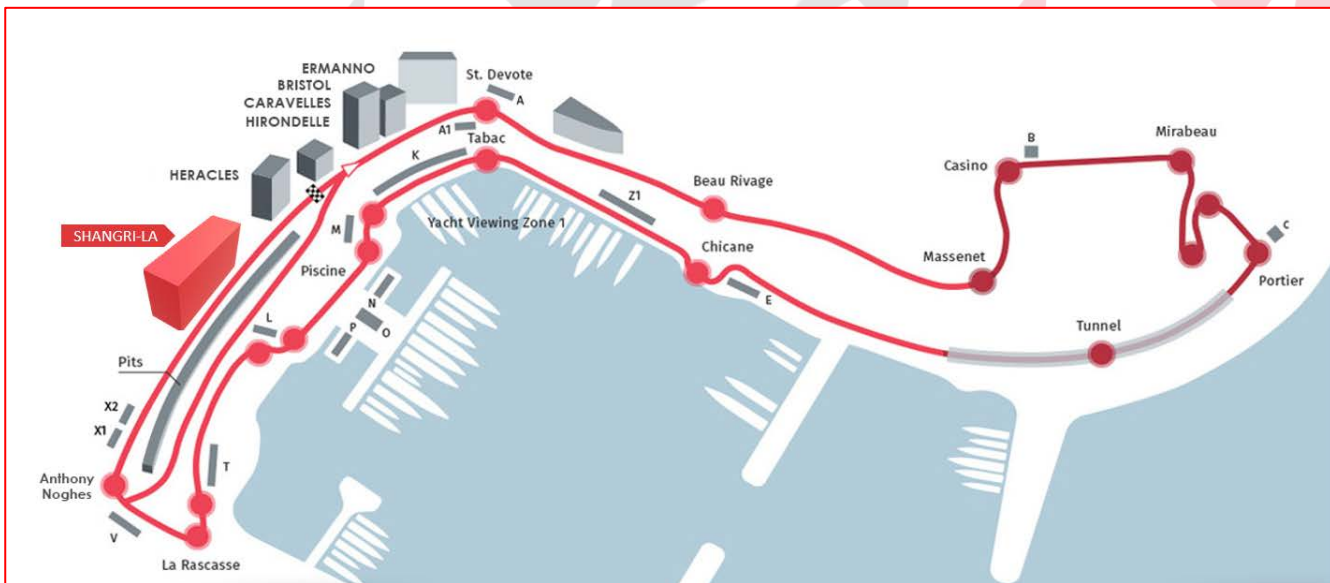 ERMANNO
BRISTOL
CARAVELLES
HIRONDELLE
HERACLES
SHANGRI-LA
St. Devote
A
A1
Tabac
K
M
Piscine
Yacht Viewing Zone 1
Z1
Beau Rivage
Chicane
E
Casino
B
Mirabeau
Massenet
C
Portier
Tunnel
N
O
P
L
Pits
X2
X1
T
Anthony
Noghes
V
La Rascasse